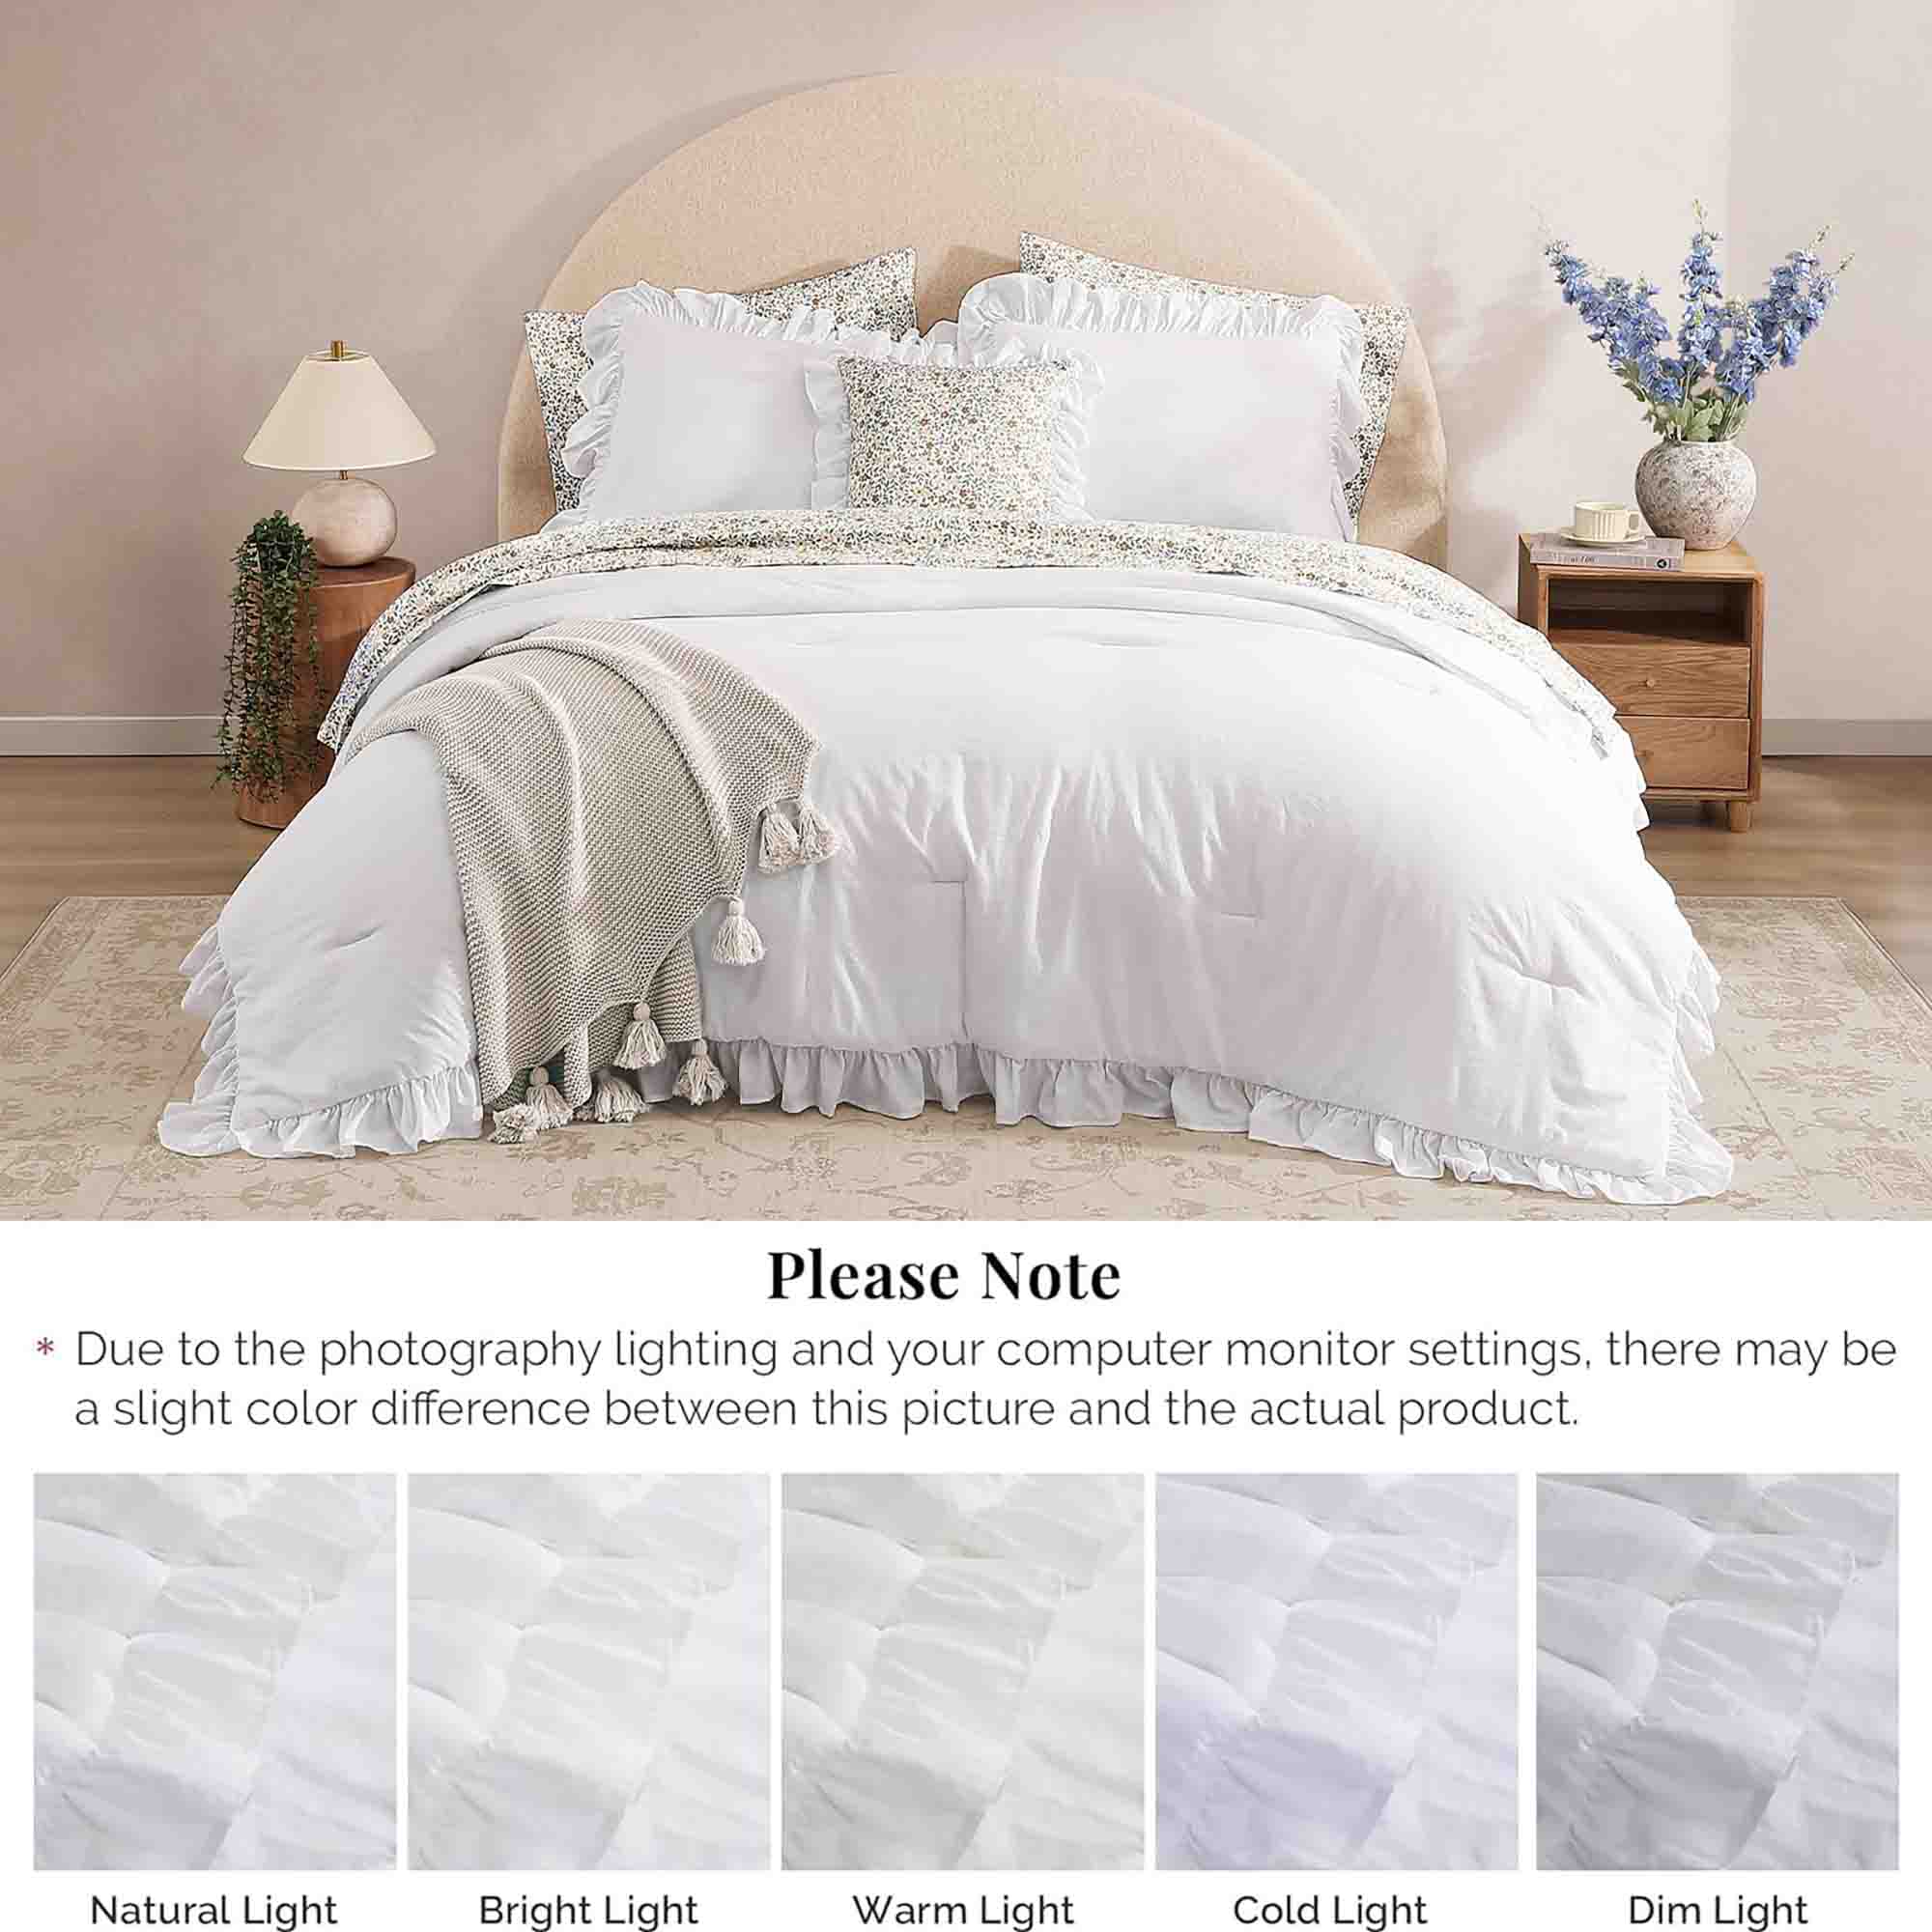 Please Note
* Due to the photography lighting and your computer monitor settings, there may be
a slight color difference between this picture and the actual product.
Natural Light
Bright Light
Warm Light
Cold Light
Dim Light